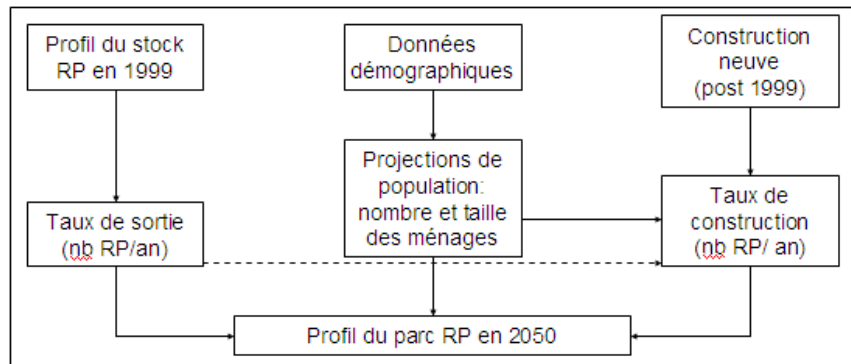 Profil du stock
RP en 1999
Données
démographiques
Construction
neuve
(post 1999)
Projections de
population:
nombre et taille
des ménages
Taux de sortie
(nb RP/an)
Taux de
construction
(nb RP/ an)
Profil du parc RP en 2050